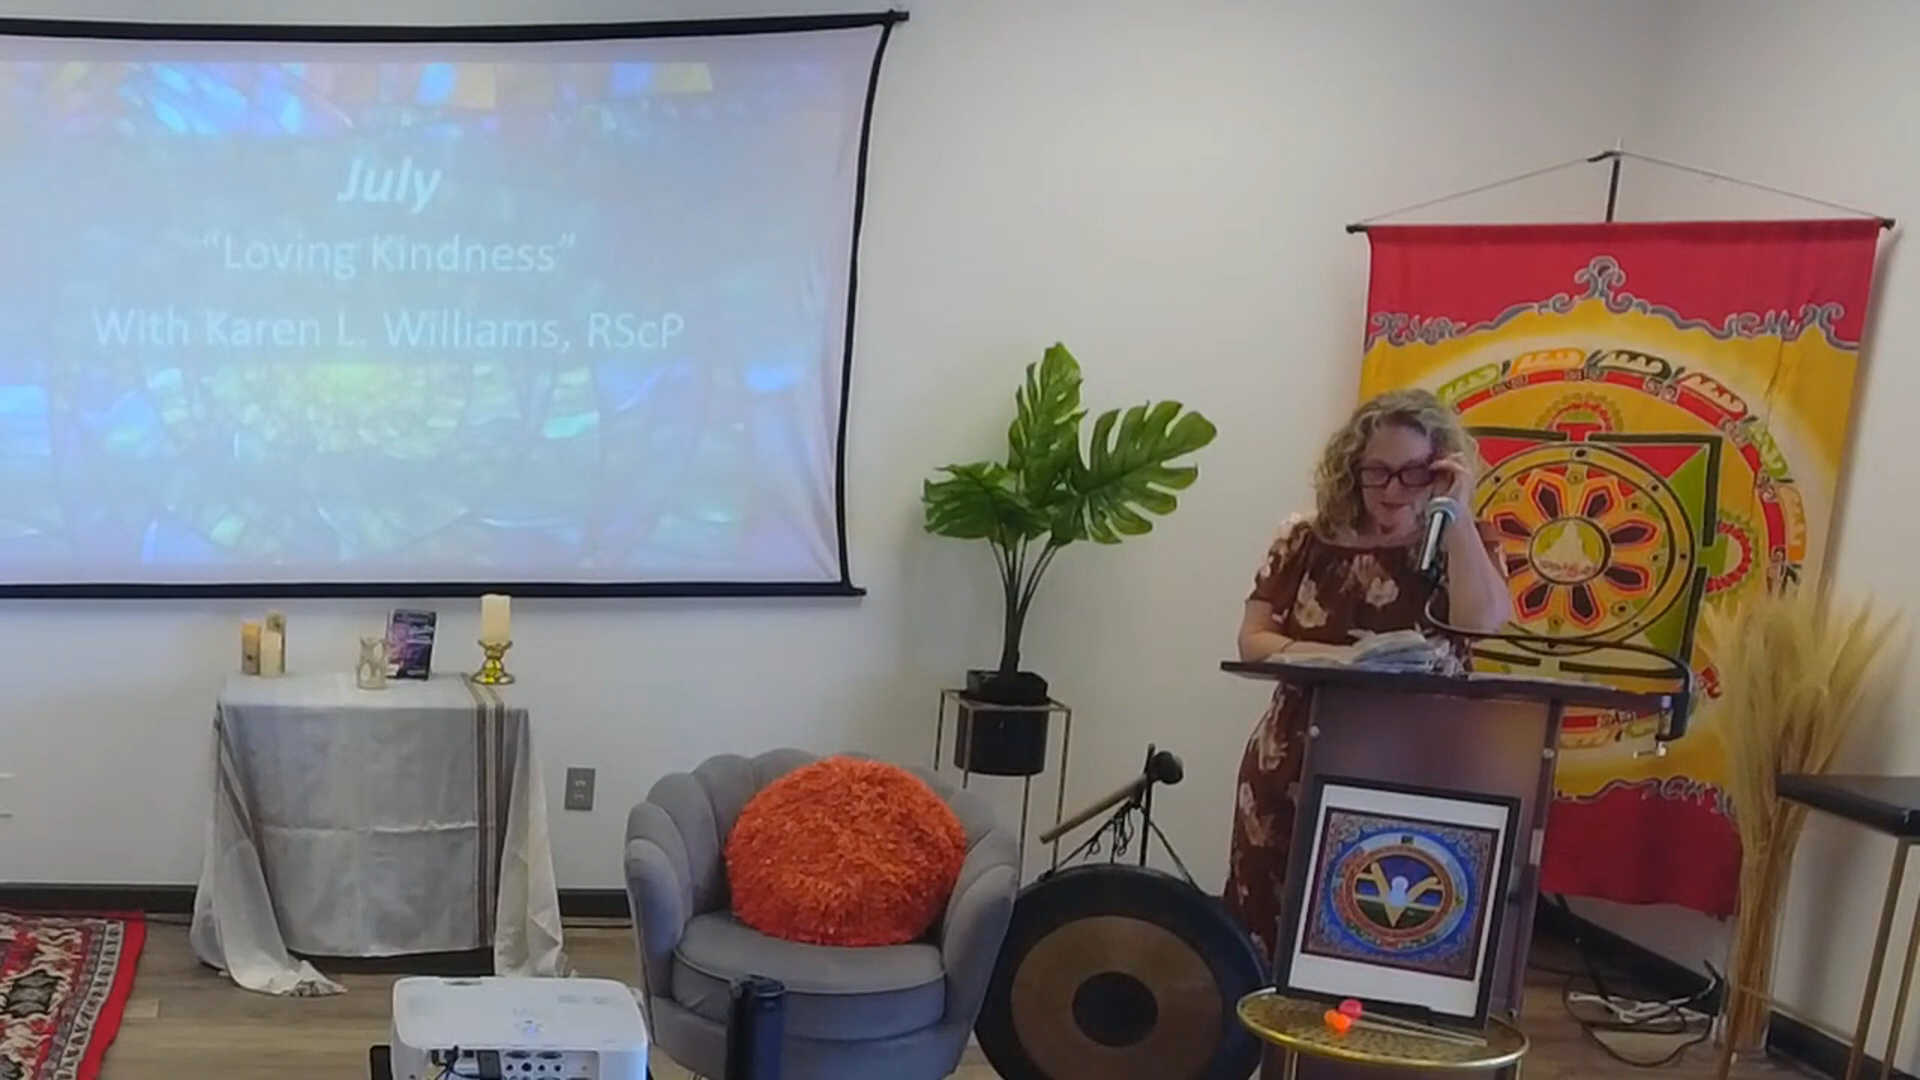 July
“Loving Kindness”
With Karen L. Williams, RScP